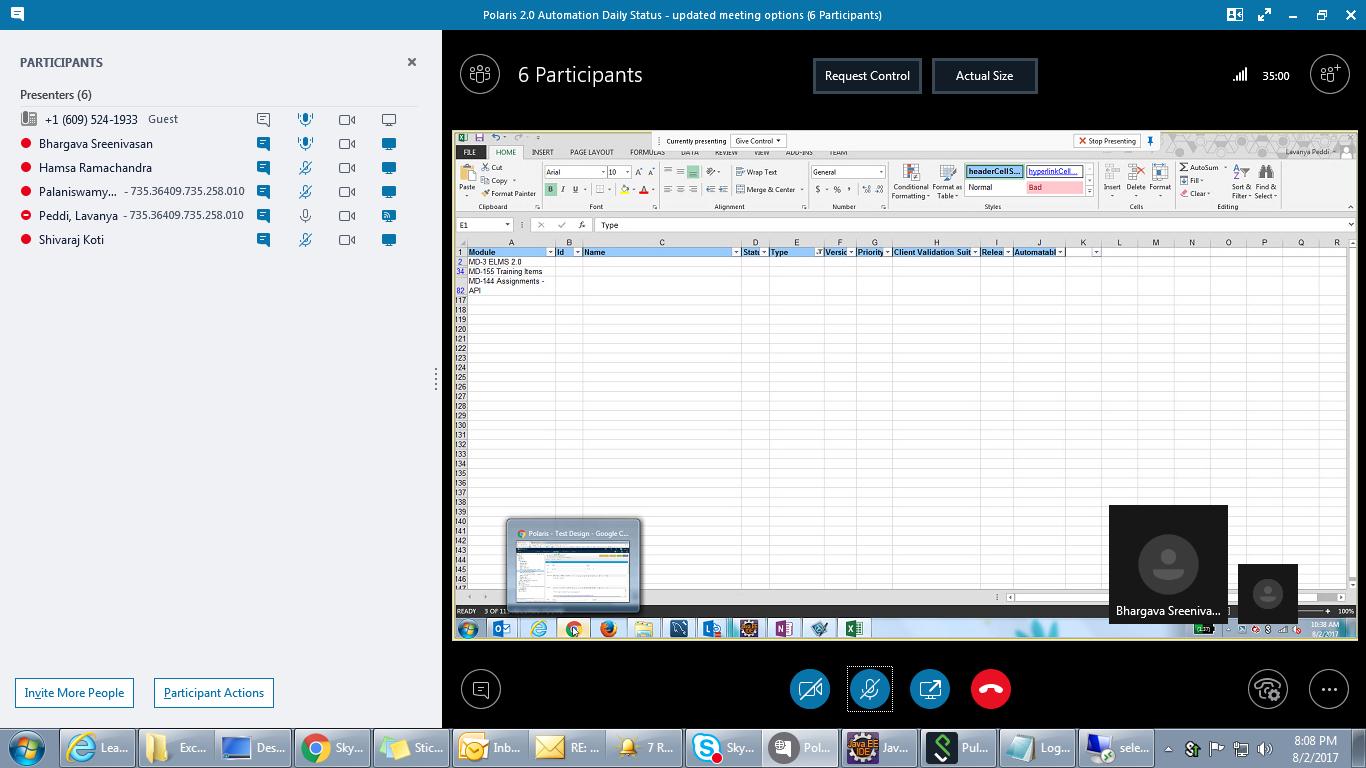 Polaris 2.0 Automation Daily Status - updated meeting options (6 Participants)
PARTICIPANTS
Presenters (6)
+1 (609) 524-1933 Guest
Bhargava Sreenivasan
Hamsa Ramachandra
Palaniswamy... - 735.36409.735.258.010
Peddi, Lavanya - 735.36409.735.258.010
Shivaraj Koti
Invite More People
Participant Actions
6 Participants
Request Control
Actual Size
35:00
Currently presenting
Give Control
Stop Presenting
FILE HOME INSERT PAGE LAYOUT FORMULAS DATA REVIEW VIEW ADD-INS TEAM
Lavanya Peddi
Paste
Cut
Copy
Format Painter
Clipboard
Arial 10
B I U
Font
Wrap Text
Merge & Center
Alignment
General
$ % ,
Number
Conditional Formatting
Format as Table
headerCellS...
hyperlinkCell...
Normal
Bad
Styles
Insert Delete Format
Cells
AutoSum
Fill
Clear
Sort & Filter
Find & Select
Editing
E1 fx Type
A B C D E F G H I J K L M N O P Q R
1 Module Id Name Stat Type Versic Priority Client Validation Suit Relea Automatabl
2 MD-3 ELMS 2.0
34 MD-155 Training Items
MD-144 Assignments -
82 API
117
118
119
120
121
122
123
124
125
126
127
128
129
130
131
132
133
134
135
136
137
138
139
140
141
142
143
144
145
146
Polaris - Test Design - Google C...
READY 3 OF 11
100%
Bhargava Sreeniva...
10:38 AM
8/2/2017
Lea...
Exc...
Des...
Sky...
Stic...
Inb...
RE: ...
7 R...
Sky...
Pol...
Java EE IDE
Jav...
Pul...
Log...
sele...
8:08 PM
8/2/2017